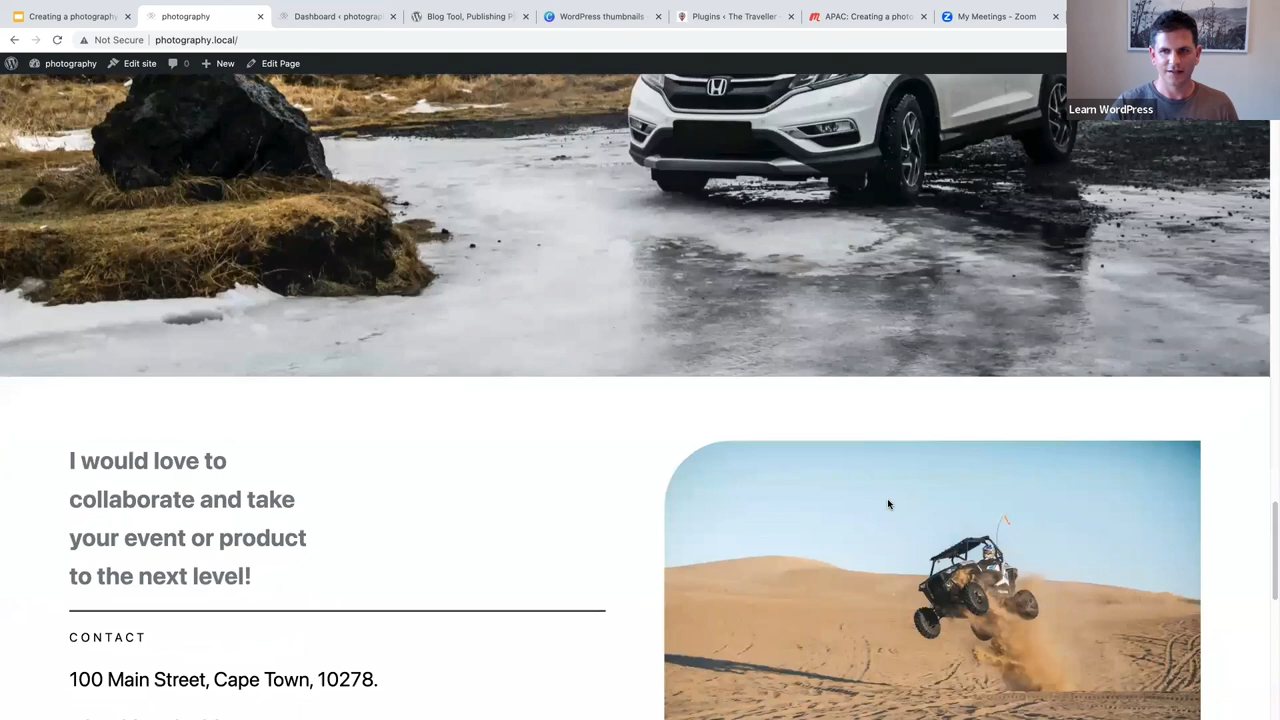 Creating a photography
photography
Dashboard ‹ photograp
Blog Tool, Publishing P
WordPress thumbnails
Plugins ‹ The Traveller
APAC: Creating a photo
My Meetings - Zoom
Not Secure
photography.local/
photography
Edit site
0
New
Edit Page
Learn WordPress
I would love to
collaborate and take
your event or product
to the next level!
CONTACT
100 Main Street, Cape Town, 10278.